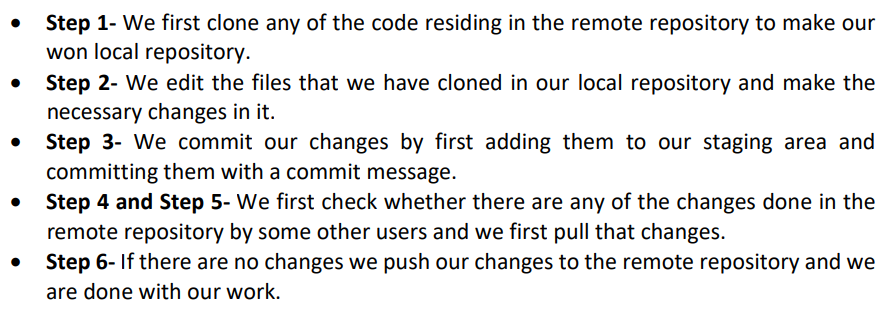 • Step 1- We first clone any of the code residing in the remote repository to make our
won local repository.
• Step 2- We edit the files that we have cloned in our local repository and make the
necessary changes in it.
• Step 3- We commit our changes by first adding them to our staging area and
committing them with a commit message.
• Step 4 and Step 5- We first check whether there are any of the changes done in the
remote repository by some other users and we first pull that changes.
• Step 6- If there are no changes we push our changes to the remote repository and we
are done with our work.